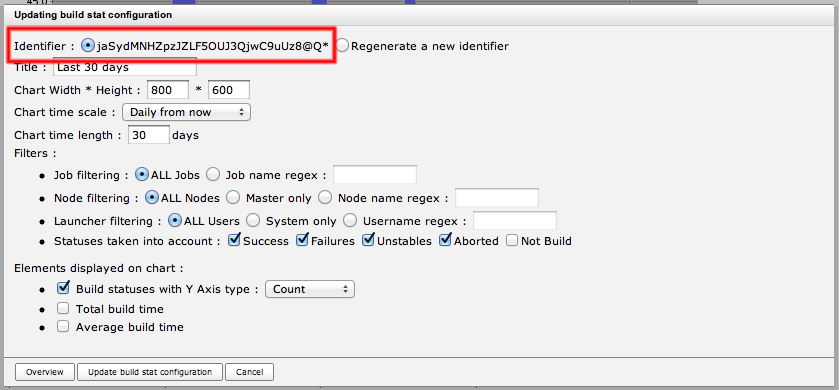 45.0
Updating build stat configuration
Identifier : jaSydMNHZpzJZLF5OUJ3QjwC9uUz8@Q* Regenerate a new identifier
Title : Last 30 days
Chart Width * Height : 800 * 600
Chart time scale : Daily from now
Chart time length : 30 days
Filters :
Job filtering : ALL Jobs Job name regex :
Node filtering : ALL Nodes Master only Node name regex :
Launcher filtering : ALL Users System only Username regex :
Statuses taken into account : Success Failures Unstables Aborted Not Build
Elements displayed on chart :
Build statuses with Y Axis type : Count
Total build time
Average build time
Overview Update build stat configuration Cancel